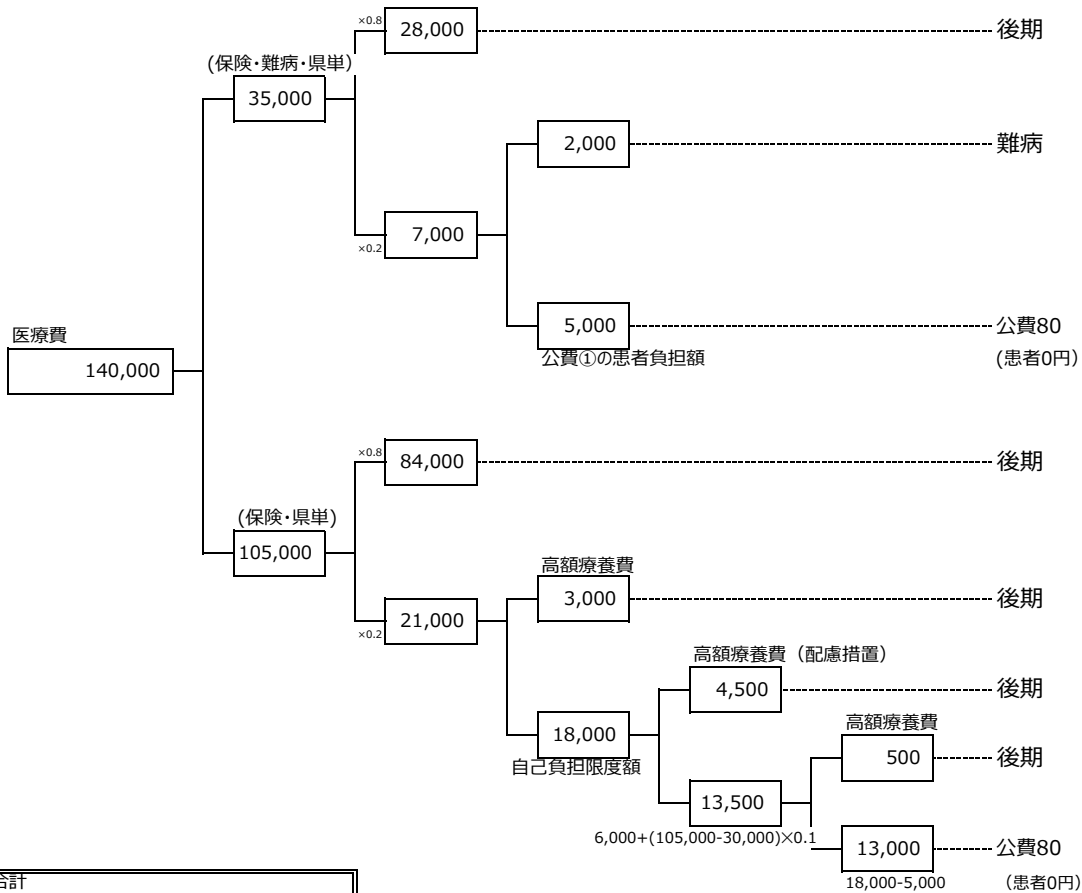 ×0.8
28,000
後期
(保険・難病・県単)
35,000
2,000
難病
×0.2
7,000
5,000
公費80
公費①の患者負担額
(患者0円)
医療費
140,000
×0.8
84,000
後期
(保険・県単)
105,000
高額療養費
3,000
後期
×0.2
21,000
高額療養費（配慮措置）
4,500
後期
18,000
自己負担限度額
高額療養費
500
後期
13,500
6,000+(105,000-30,000)×0.1
13,000
公費80
18,000-5,000
(患者0円)
合計